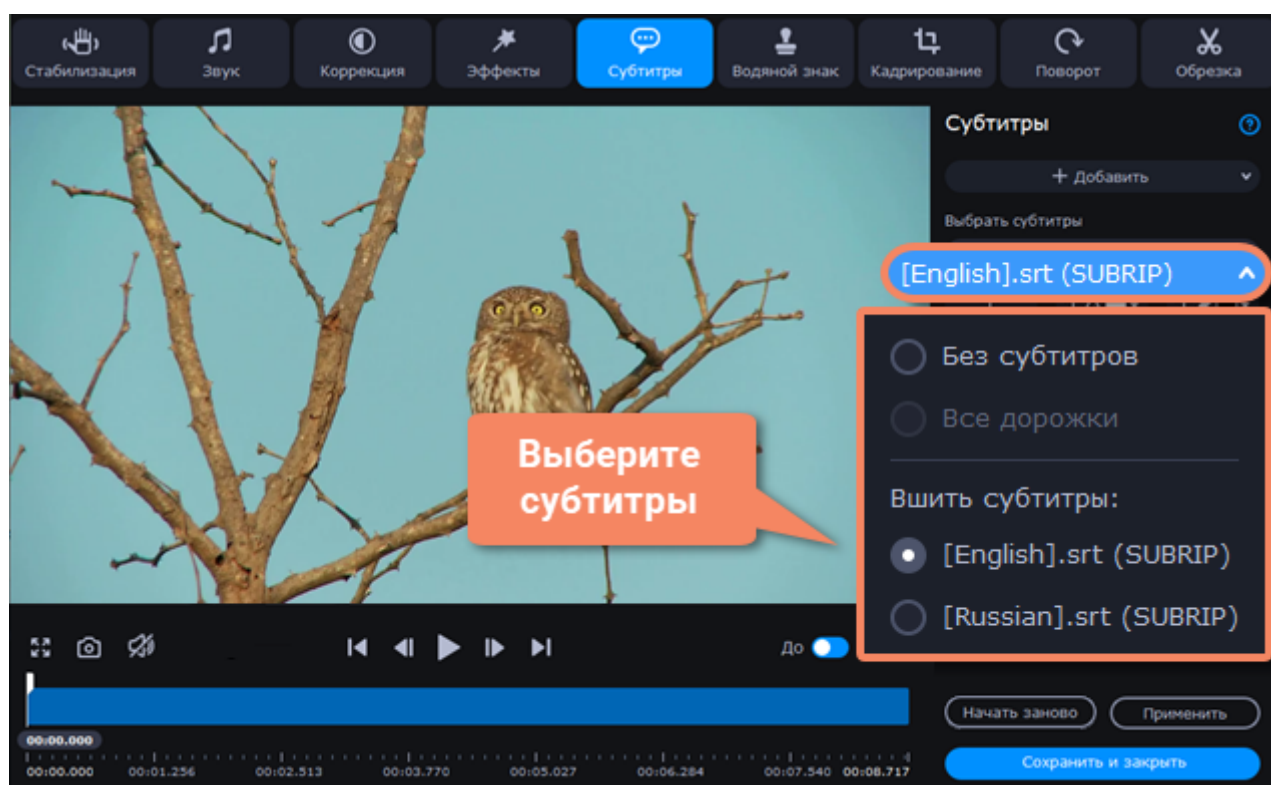 Стабилизация
Звук
Коррекция
Эффекты
Субтитры
Водяной знак
Кадрирование
Поворот
Обрезка
Субтитры
+ Добавить
Выбрать субтитры
[English].srt (SUBRIP)
Без субтитров
Все дорожки
Вшить субтитры:
[English].srt (SUBRIP)
[Russian].srt (SUBRIP)
Выберите
субтитры
До
00:00.000
00:00.000 00:01.256 00:02.513 00:03.770 00:05.027 00:06.284 00:07.540 00:08.717
Начать заново
Применить
Сохранить и закрыть